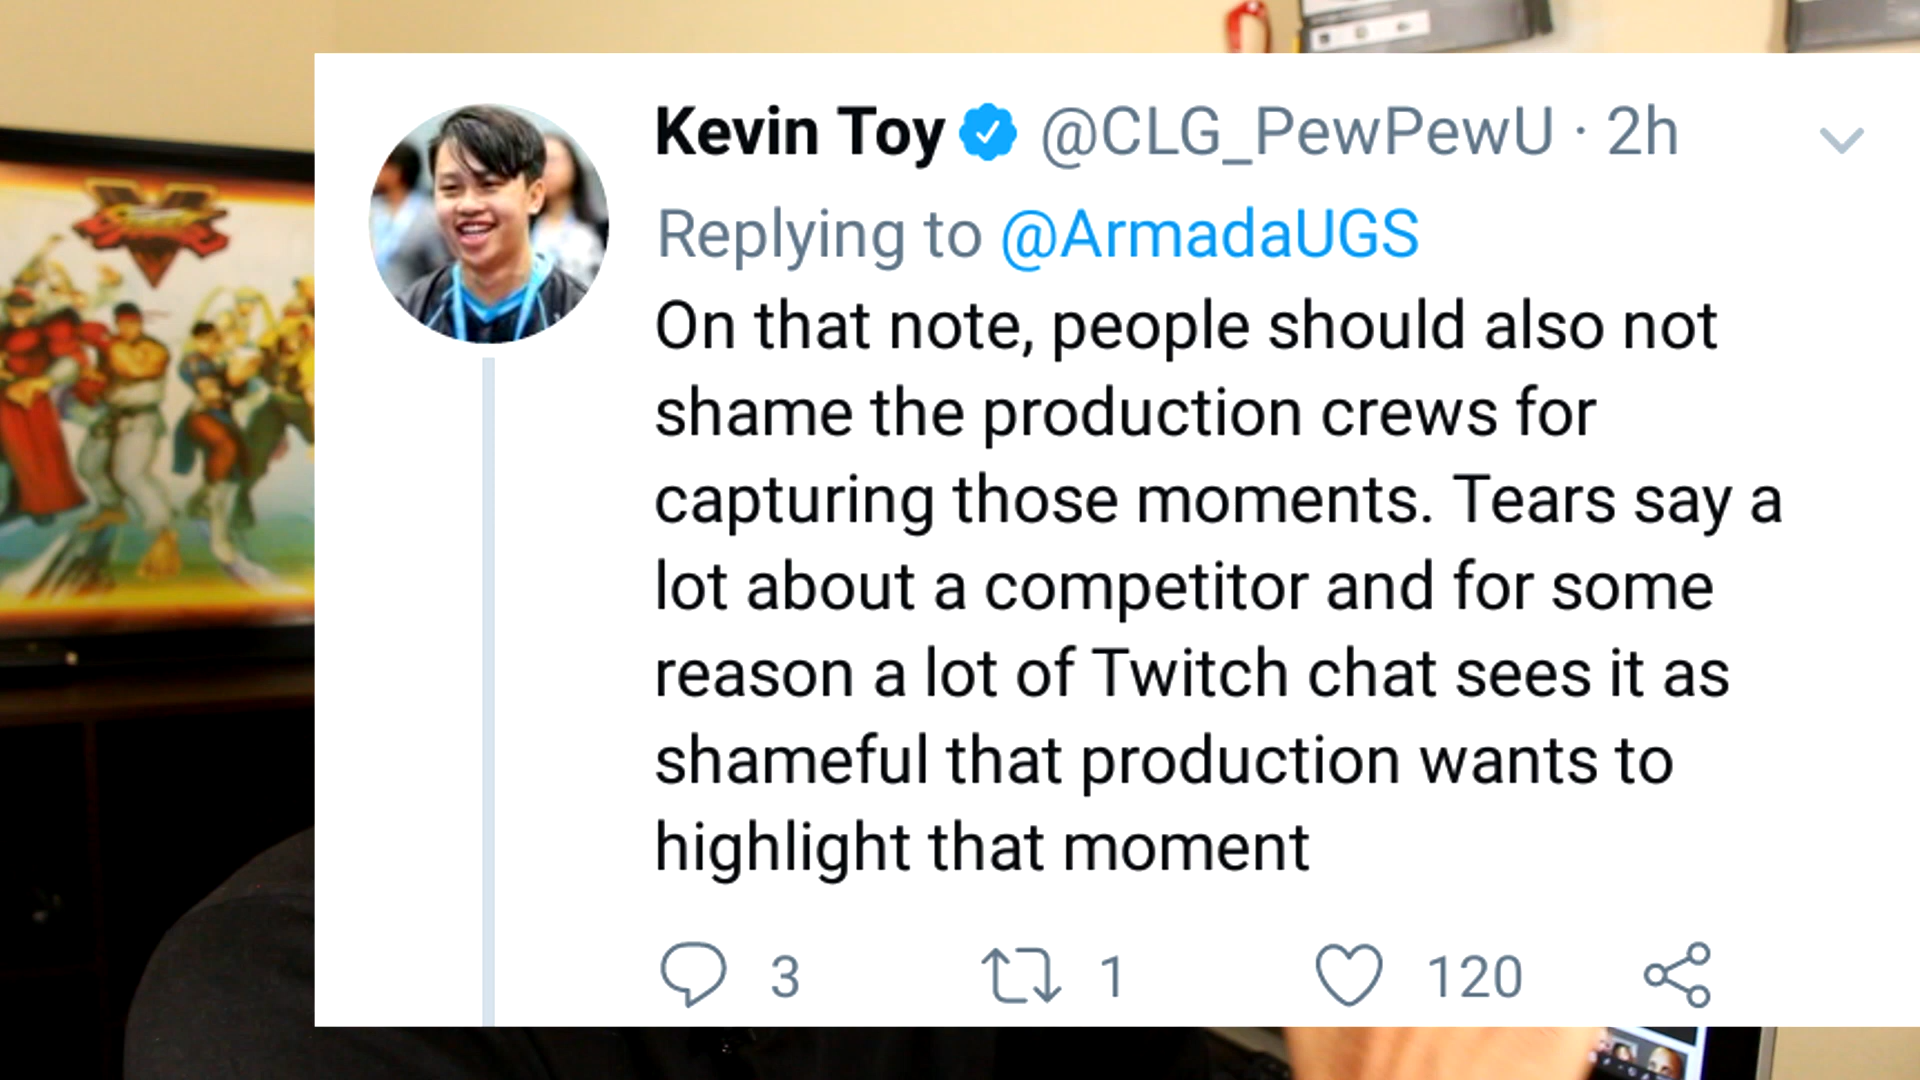 Kevin Toy @CLG_PewPewU · 2h
Replying to @ArmadaUGS
On that note, people should also not
shame the production crews for
capturing those moments. Tears say a
lot about a competitor and for some
reason a lot of Twitch chat sees it as
shameful that production wants to
highlight that moment
3 1 120